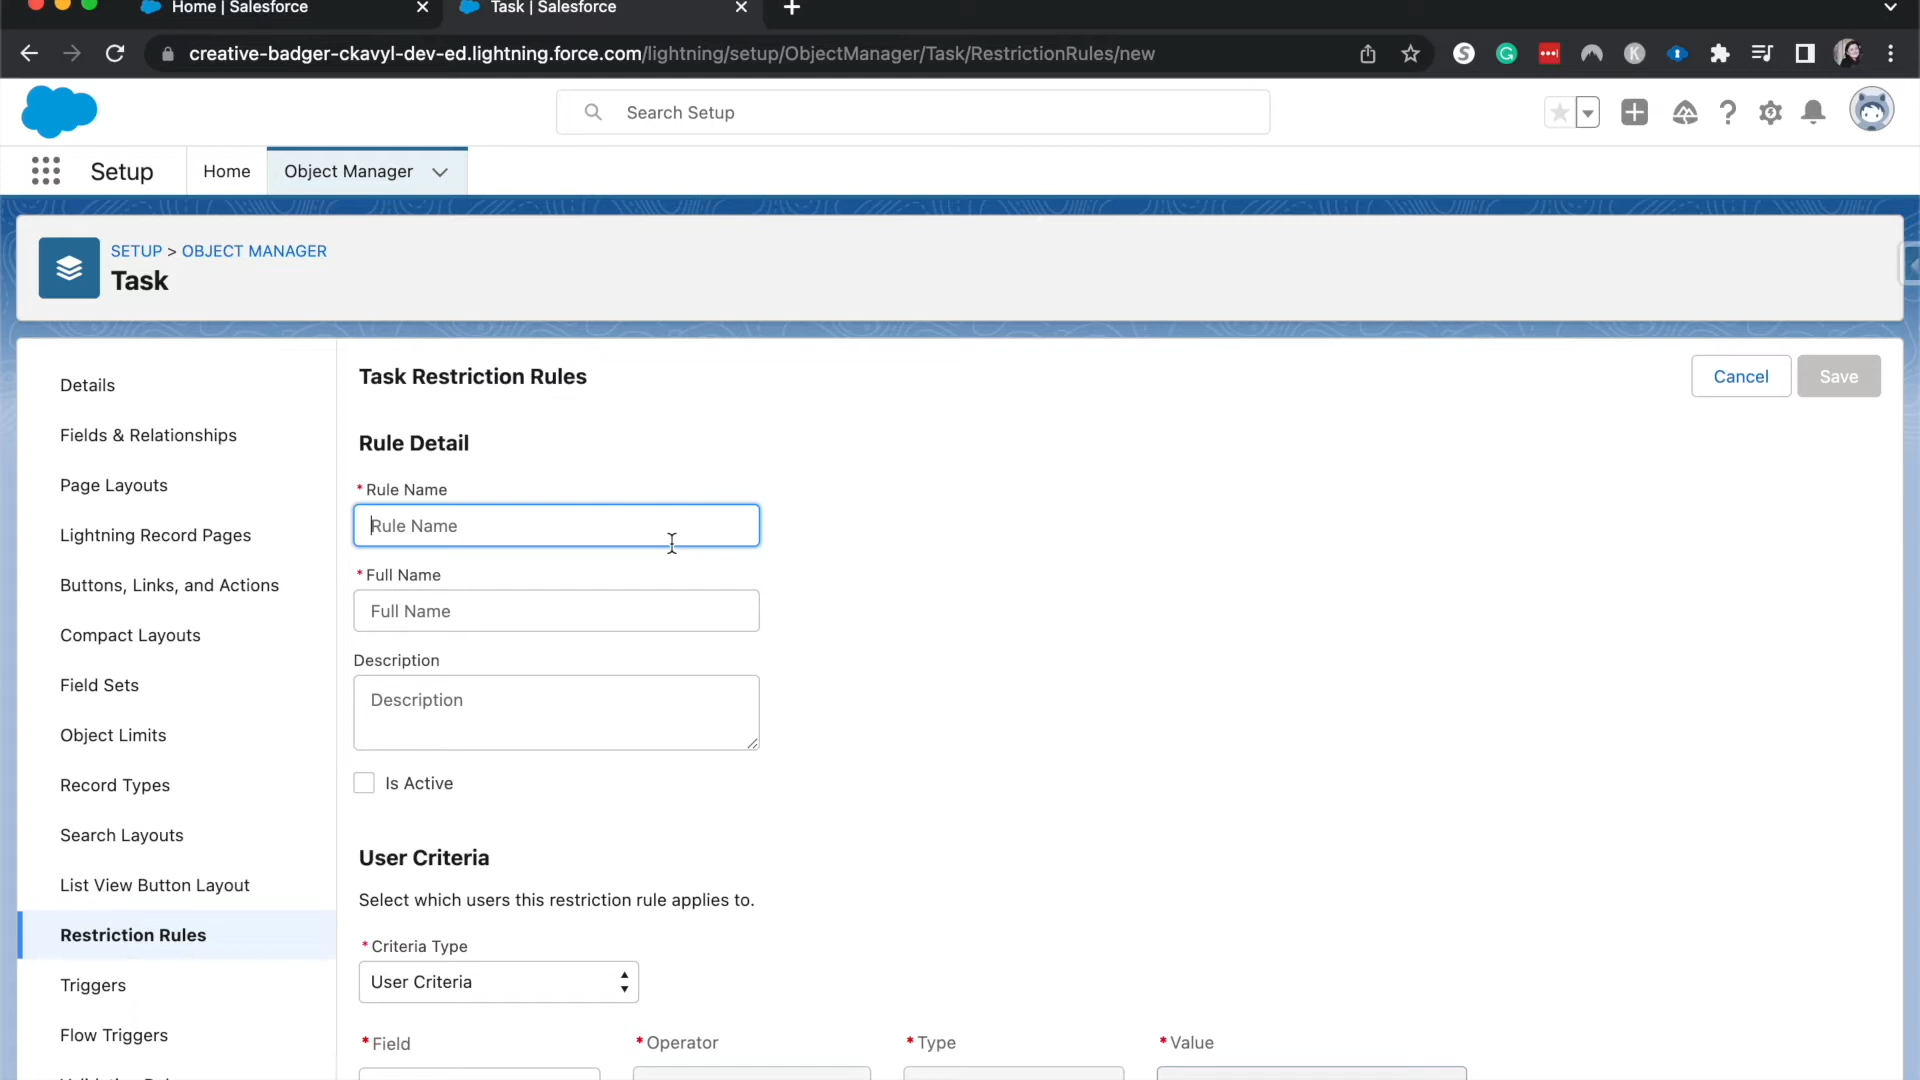 Home | Salesforce
Task | Salesforce
creative-badger-ckavyl-dev-ed.lightning.force.com/lightning/setup/ObjectManager/Task/RestrictionRules/new
Search Setup
Setup
Home
Object Manager
SETUP > OBJECT MANAGER
Task
Details
Fields & Relationships
Page Layouts
Lightning Record Pages
Buttons, Links, and Actions
Compact Layouts
Field Sets
Object Limits
Record Types
Search Layouts
List View Button Layout
Restriction Rules
Triggers
Flow Triggers
Task Restriction Rules
Cancel
Save
Rule Detail
* Rule Name
Rule Name
* Full Name
Full Name
Description
Description
Is Active
User Criteria
Select which users this restriction rule applies to.
* Criteria Type
User Criteria
* Field
* Operator
* Type
* Value